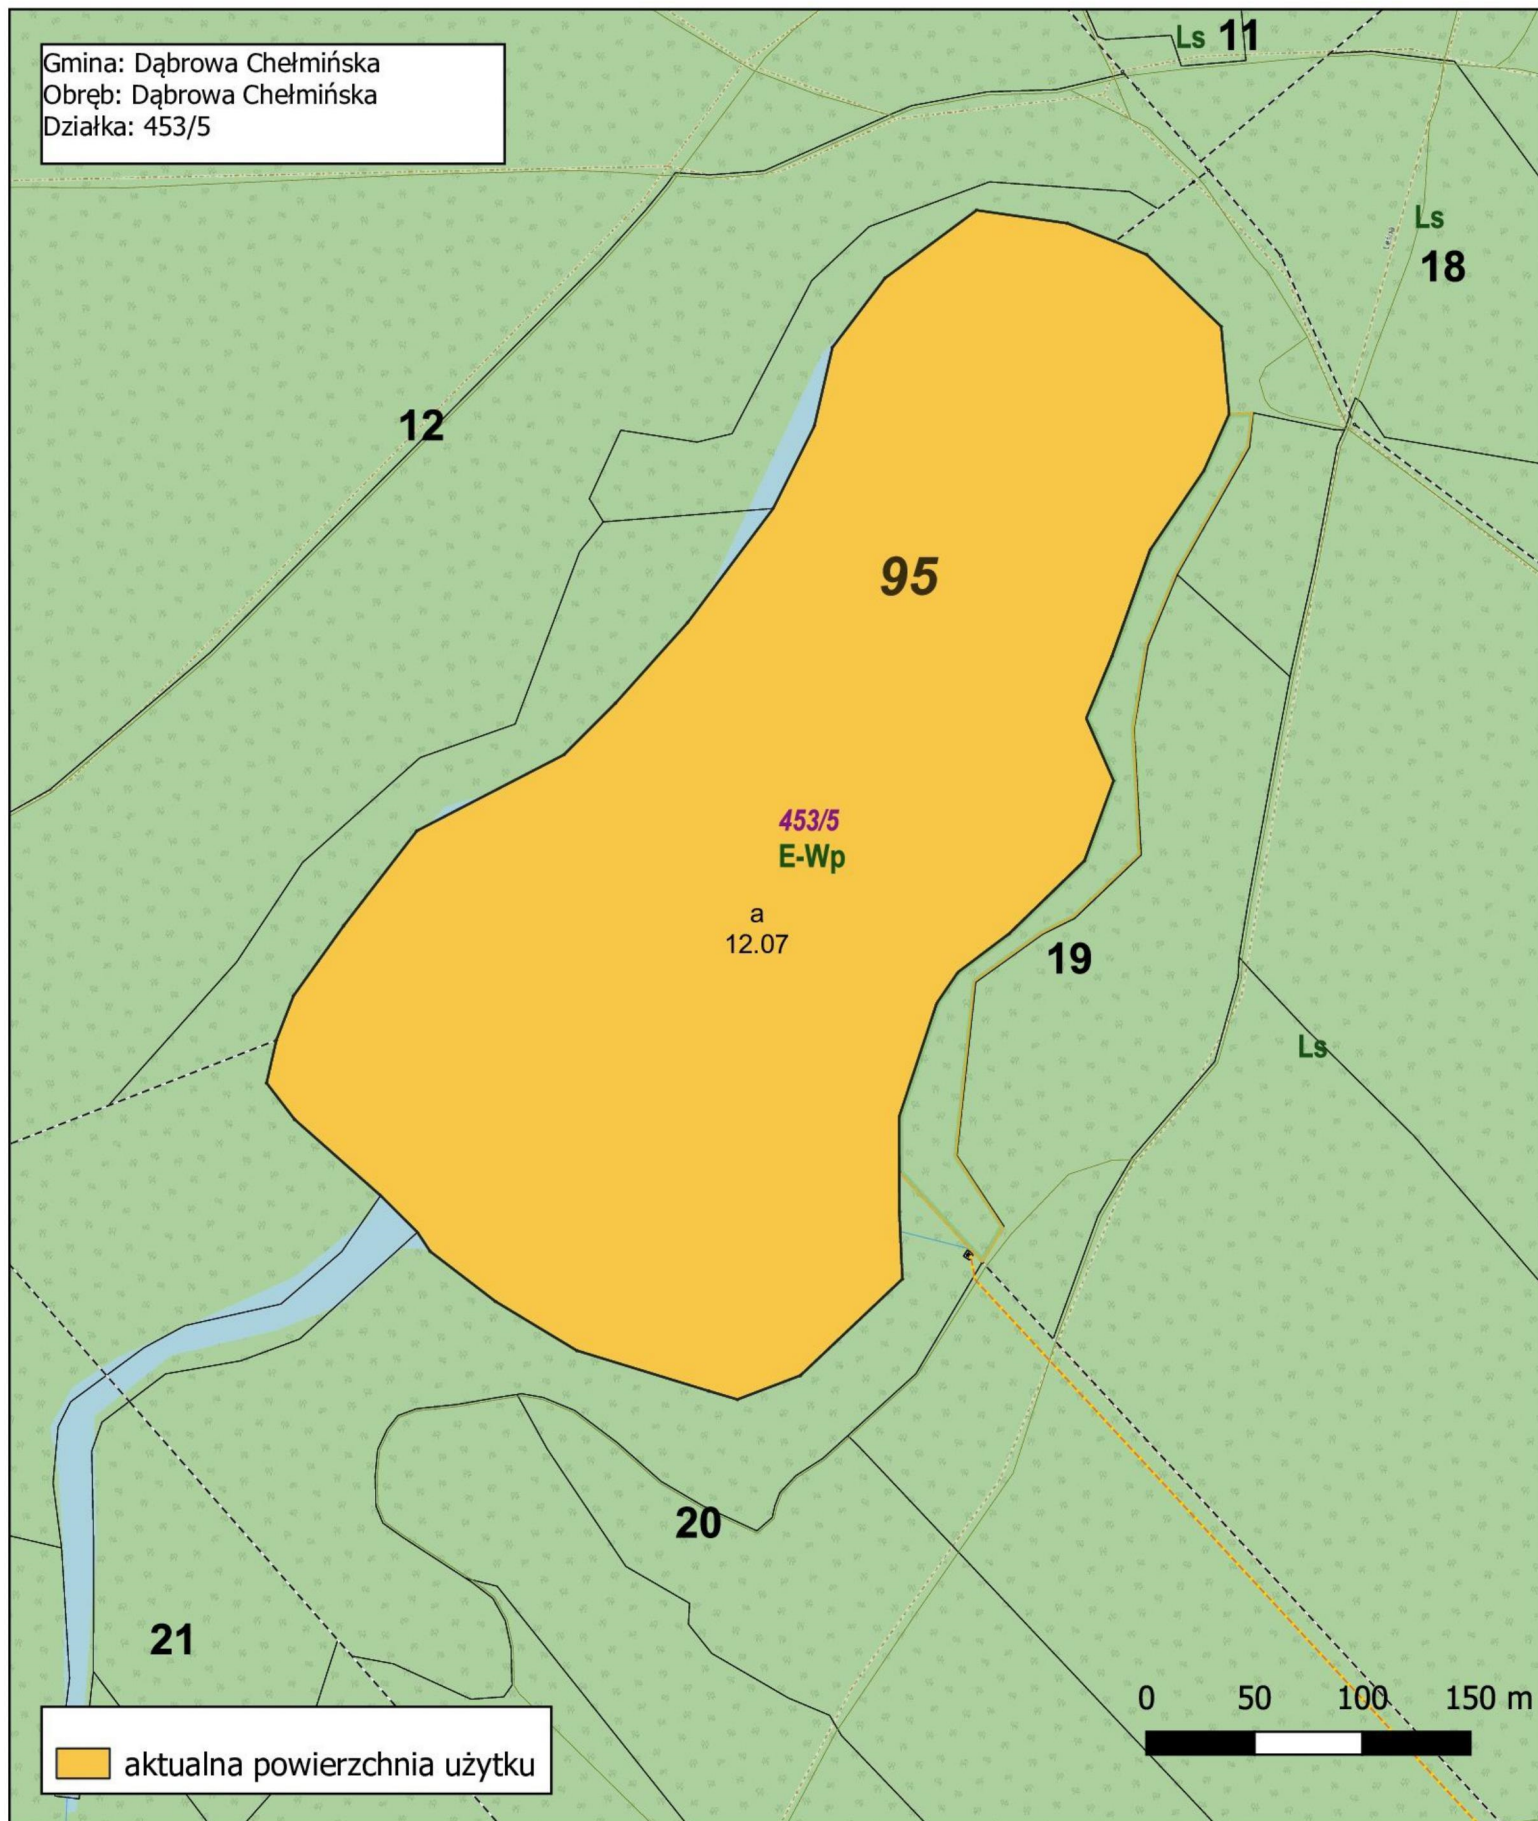 Gmina: Dąbrowa Chełmińska
Obręb: Dąbrowa Chełmińska
Działka: 453/5
Ls 11
Ls
18
12
95
453/5
E-Wp
a
12.07
19
Ls
20
21
0 50 100 150 m
aktualna powierzchnia użytku